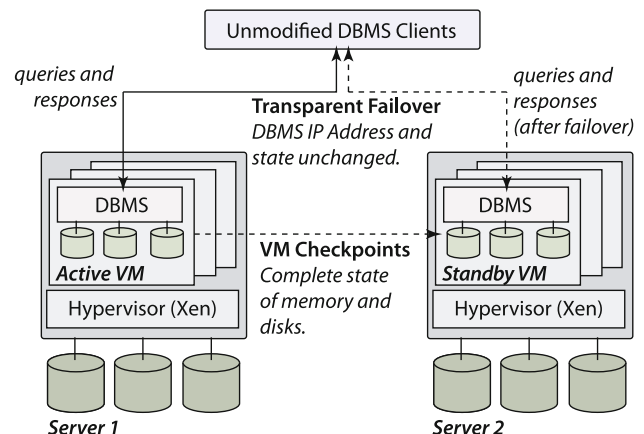 Unmodified DBMS Clients
queries and
responses
Transparent Failover
DBMS IP Address and
state unchanged.
queries and
responses
(after failover)
DBMS
Active VM
Hypervisor (Xen)
Server 1
VM Checkpoints
Complete state
of memory and
disks.
DBMS
Standby VM
Hypervisor (Xen)
Server 2